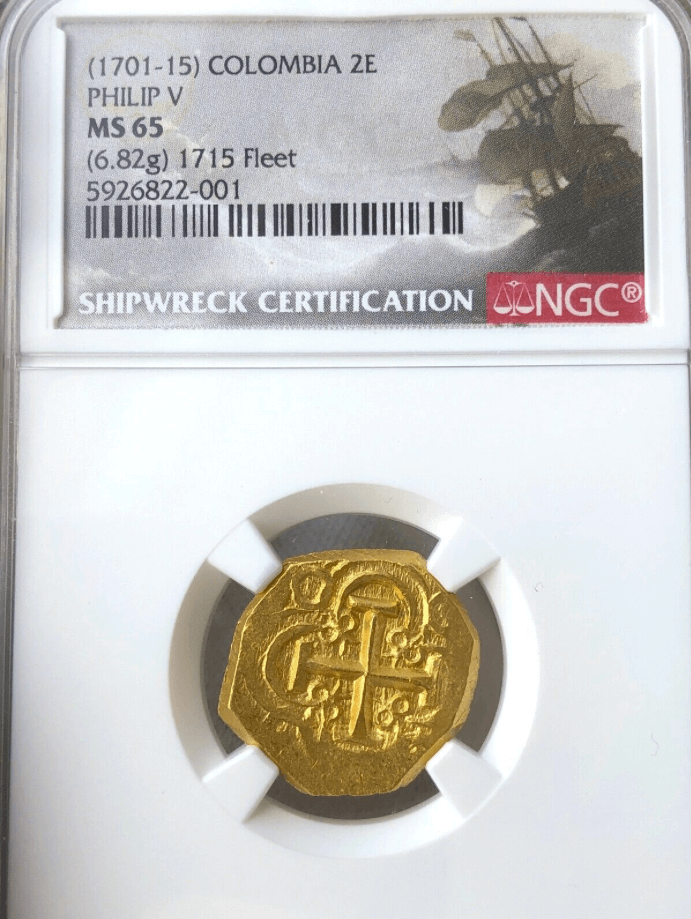 (1701-15) COLOMBIA 2E
PHILIP V
MS 65
(6.82g) 1715 Fleet
5926822-001
SHIPWRECK CERTIFICATION NGC®